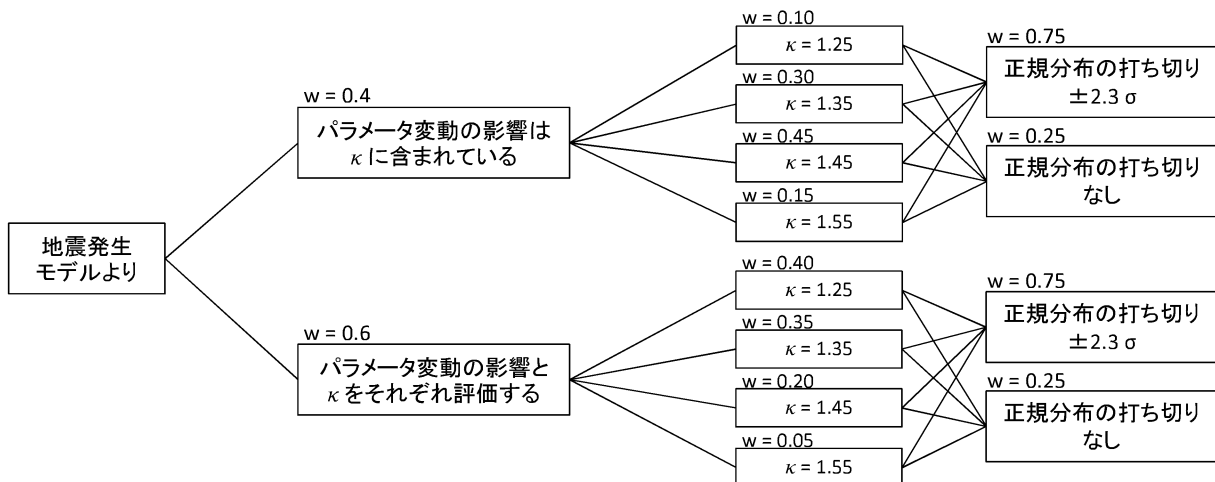 地震発生
モデルより
w = 0.4
パラメータ変動の影響は
κ に含まれている
w = 0.6
パラメータ変動の影響と
κ をそれぞれ評価する
w = 0.10
κ = 1.25
w = 0.30
κ = 1.35
w = 0.45
κ = 1.45
w = 0.15
κ = 1.55
w = 0.75
正規分布の打ち切り
±2.3 σ
w = 0.25
正規分布の打ち切り
なし
w = 0.40
κ = 1.25
w = 0.35
κ = 1.35
w = 0.20
κ = 1.45
w = 0.05
κ = 1.55
w = 0.75
正規分布の打ち切り
±2.3 σ
w = 0.25
正規分布の打ち切り
なし